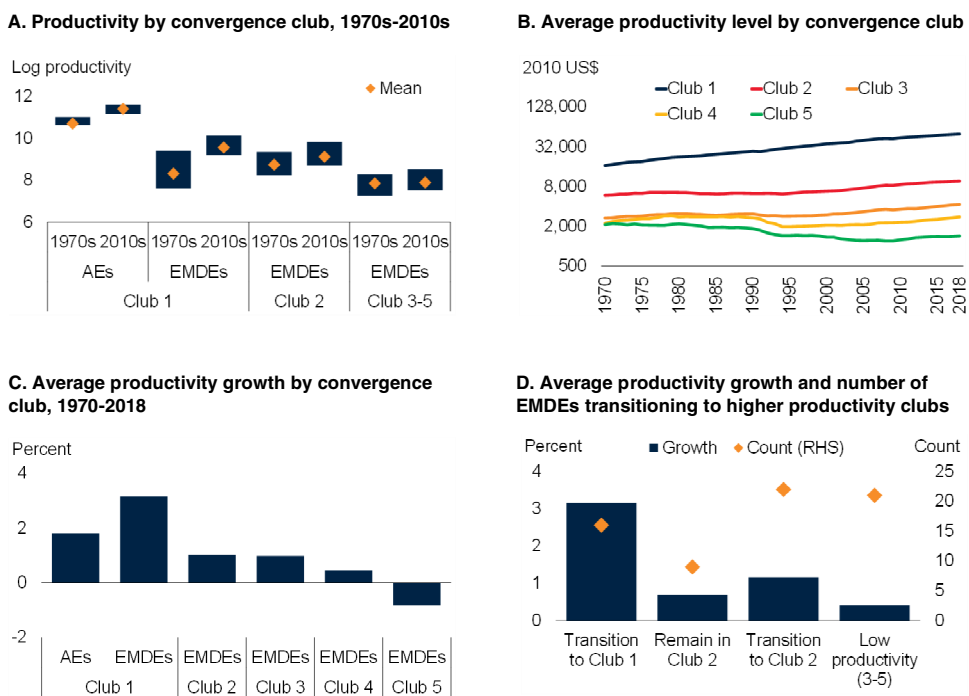 A. Productivity by convergence club, 1970s-2010s
Log productivity
Mean
12
10
8
6
1970s 2010s 1970s 2010s 1970s 2010s 1970s 2010s
AEs EMDEs EMDEs EMDEs
Club 1 Club 2 Club 3-5
B. Average productivity level by convergence club
2010 US$
Club 1 Club 2 Club 3
Club 4 Club 5
128,000
32,000
8,000
2,000
500
1970 1975 1980 1985 1990 1995 2000 2005 2010 2015 2018
C. Average productivity growth by convergence
club, 1970-2018
Percent
4
2
0
-2
AEs EMDEs EMDEs EMDEs EMDEs EMDEs
Club 1 Club 2 Club 3 Club 4 Club 5
D. Average productivity growth and number of
EMDEs transitioning to higher productivity clubs
Percent Growth Count (RHS) Count
4 25
3 20
2 15
1 10
0 5
0
Transition Remain in Transition Low
to Club 1 Club 2 to Club 2 productivity
(3-5)